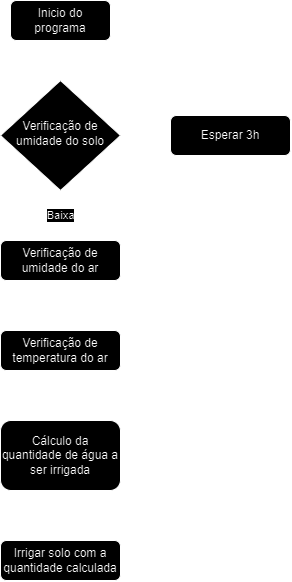 Inicio do
programa
Verificação de
umidade do solo
Esperar 3h
Baixa
Verificação de
umidade do ar
Verificação de
temperatura do ar
Cálculo da
quantidade de água a
ser irrigada
Irrigar solo com a
quantidade calculada